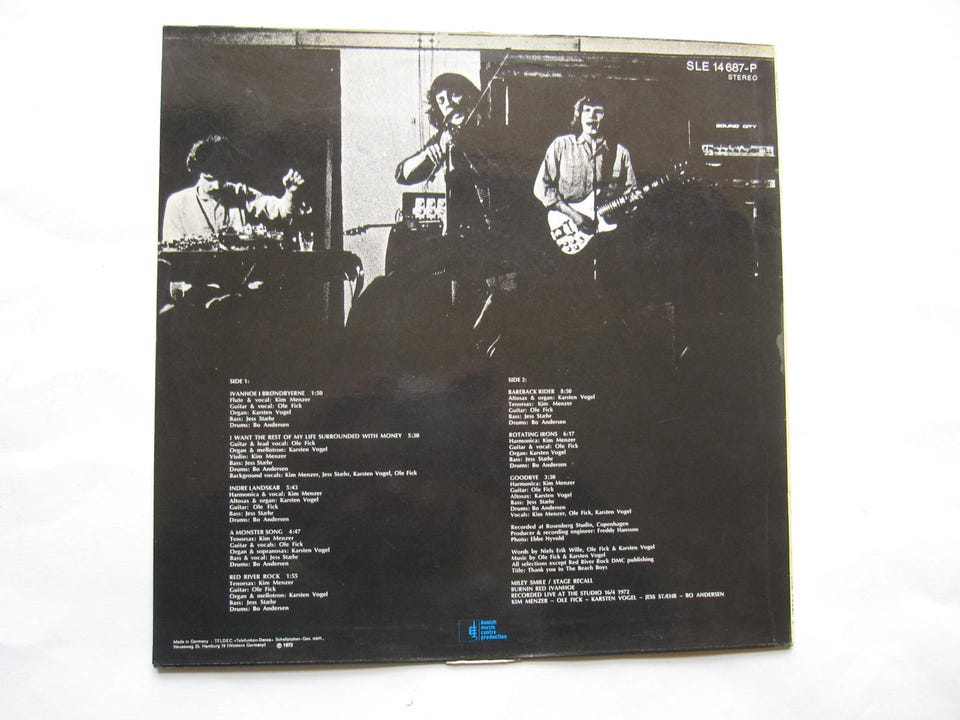 SLE 14 687-P
STEREO
SOUND CITY
SIDE 1:
IVANHOE I BRØNDBYERNE 1:50
Flute & vocal: Kim Menzer
Guitar & vocal: Ole Fick
Organ: Karsten Vogel
Bass: Jess Stæhr
Drums: Bo Andersen
I WANT THE REST OF MY LIFE SURROUNDED WITH MONEY 5:30
Guitar & lead vocal: Ole Fick
Organ & mellotron: Karsten Vogel
Violin: Kim Menzer
Bass: Jess Stæhr
Drums: Bo Andersen
Background vocals: Kim Menzer, Jess Stæhr, Karsten Vogel, Ole Fick
INDRE LANDSKAB 5:43
Harmonica & vocal: Kim Menzer
Altosax & organ: Karsten Vogel
Guitar: Ole Fick
Bass: Jess Stæhr
Drums: Bo Andersen
A MONSTER SONG 4:47
Tenorsax: Kim Menzer
Guitar & vocals: Ole Fick
Organ & sopranosax: Karsten Vogel
Bass & vocal: Jess Stæhr
Drums: Bo Andersen
RED RIVER ROCK 1:55
Tenorsax: Kim Menzer
Guitar: Ole Fick
Organ & mellotron: Karsten Vogel
Bass: Jess Stæhr
Drums: Bo Andersen
SIDE 2:
BAREBACK RIDER 8:50
Altosax & organ: Karsten Vogel
Tenorsax: Kim Menzer
Guitar: Ole Fick
Bass: Jess Stæhr
Drums: Bo Andersen
ROTATING IRONS 6:17
Harmonica: Kim Menzer
Guitar & vocal: Ole Fick
Organ: Karsten Vogel
Bass: Jess Stæhr
Drums: Bo Andersen
GOODBYE 3:30
Harmonica: Kim Menzer
Guitar: Ole Fick
Altosax: Karsten Vogel
Bass: Jess Stæhr
Drums: Bo Andersen
Vocals: Kim Menzer, Ole Fick, Karsten Vogel
Recorded at Rosenberg Studio, Copenhagen
Producer & recording engineer: Freddy Hansson
Photo: Ebbe Nyvold
Words by Niels Erik Wille, Ole Fick & Karsten Vogel
Music by Ole Fick & Karsten Vogel
All selections except Red River Rock DMC publishing
Title: Thank you to The Beach Boys
MILEY SMILE / STAGE RECALL
BURNIN RED IVANHOE
RECORDED LIVE AT THE STUDIO 16/4 1972
KIM MENZER – OLE FICK – KARSTEN VOGEL – JESS STÆHR – BO ANDERSEN
danish
music
centre
production
Made in Germany · TELDEC »Telefunken-Decca« Schallplatten-Ges. mbH.,
Heussweg 25, Hamburg 19 (Western Germany) ℗ 1972